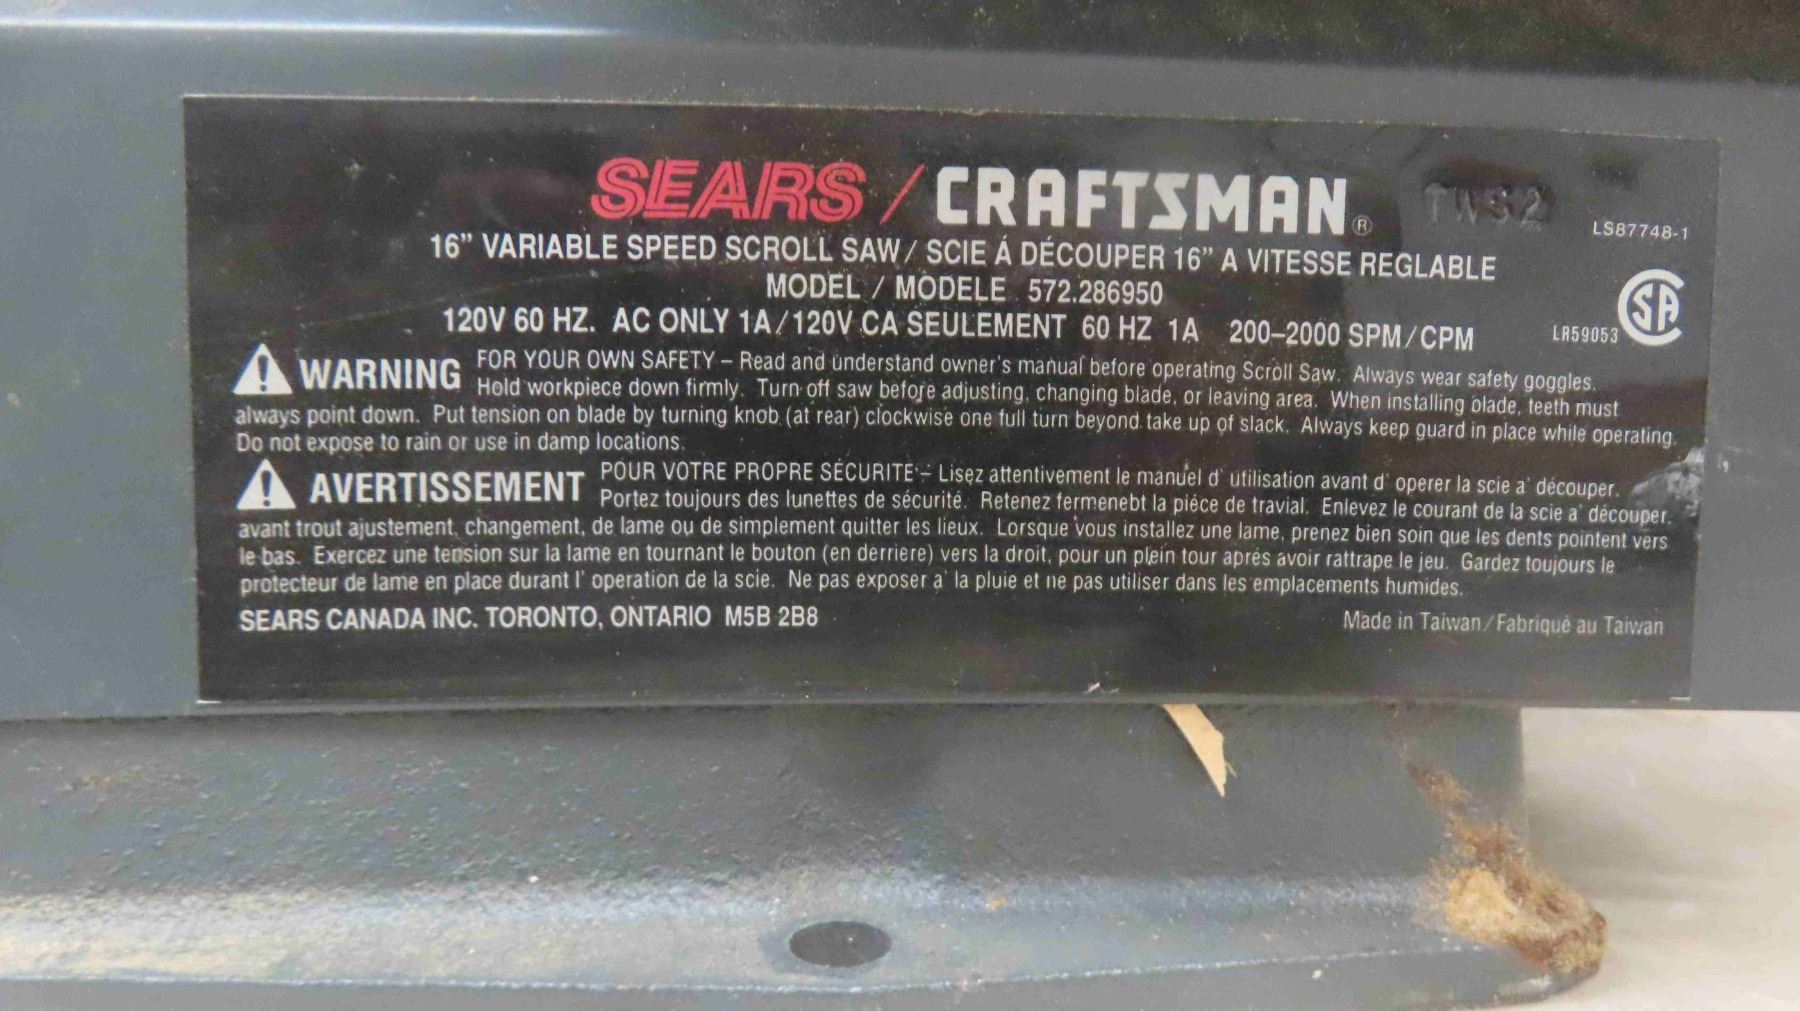 SEARS / CRAFTSMAN®
TWS2
LS87748-1
16" VARIABLE SPEED SCROLL SAW / SCIE Á DÉCOUPER 16" A VITESSE REGLABLE
MODEL / MODELE 572.286950
120V 60 HZ. AC ONLY 1A/120V CA SEULEMENT 60 HZ 1A 200–2000 SPM/CPM
LR59053
SA
WARNING FOR YOUR OWN SAFETY – Read and understand owner's manual before operating Scroll Saw. Always wear safety goggles.
Hold workpiece down firmly. Turn off saw before adjusting, changing blade, or leaving area. When installing blade, teeth must
always point down. Put tension on blade by turning knob (at rear) clockwise one full turn beyond take up of slack. Always keep guard in place while operating.
Do not expose to rain or use in damp locations.
AVERTISSEMENT POUR VOTRE PROPRE SÉCURITE – Lisez attentivement le manuel d' utilisation avant d' operer la scie a' découper.
Portez toujours des lunettes de sécurité. Retenez fermenebt la piéce de travial. Enlevez le courant de la scie a' découper.
avant trout ajustement, changement, de lame ou de simplement quitter les lieux. Lorsque vous installez une lame, prenez bien soin que les dents pointent vers
le bas. Exercez une tension sur la lame en tournant le bouton (en derriere) vers la droit, pour un plein tour aprés avoir rattrape le jeu. Gardez toujours le
protecteur de lame en place durant l' operation de la scie. Ne pas exposer a' la pluie et ne pas utiliser dans les emplacements humides.
SEARS CANADA INC. TORONTO, ONTARIO M5B 2B8
Made in Taiwan/Fabriqué au Taiwan